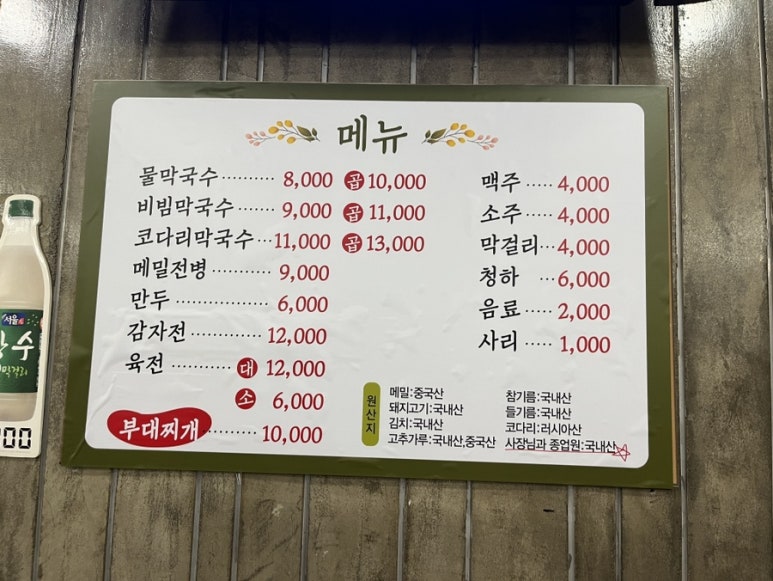 메뉴
물막국수 ·········· 8,000 곱 10,000
비빔막국수 ········ 9,000 곱 11,000
코다리막국수 ··· 11,000 곱 13,000
메밀전병 ··········· 9,000
만두 ················· 6,000
감자전 ············· 12,000
육전 ··········· 대 12,000
소 6,000
부대찌개 ········· 10,000
맥주 ····· 4,000
소주 ····· 4,000
막걸리 ··· 4,000
청하 ··· 6,000
음료 ··· 2,000
사리 ····· 1,000
원산지
메밀:중국산
돼지고기:국내산
김치:국내산
고추가루:국내산,중국산
참기름:국내산
들기름:국내산
코다리:러시아산
사장님과 종업원:국내산
서울
수
막걸리
00